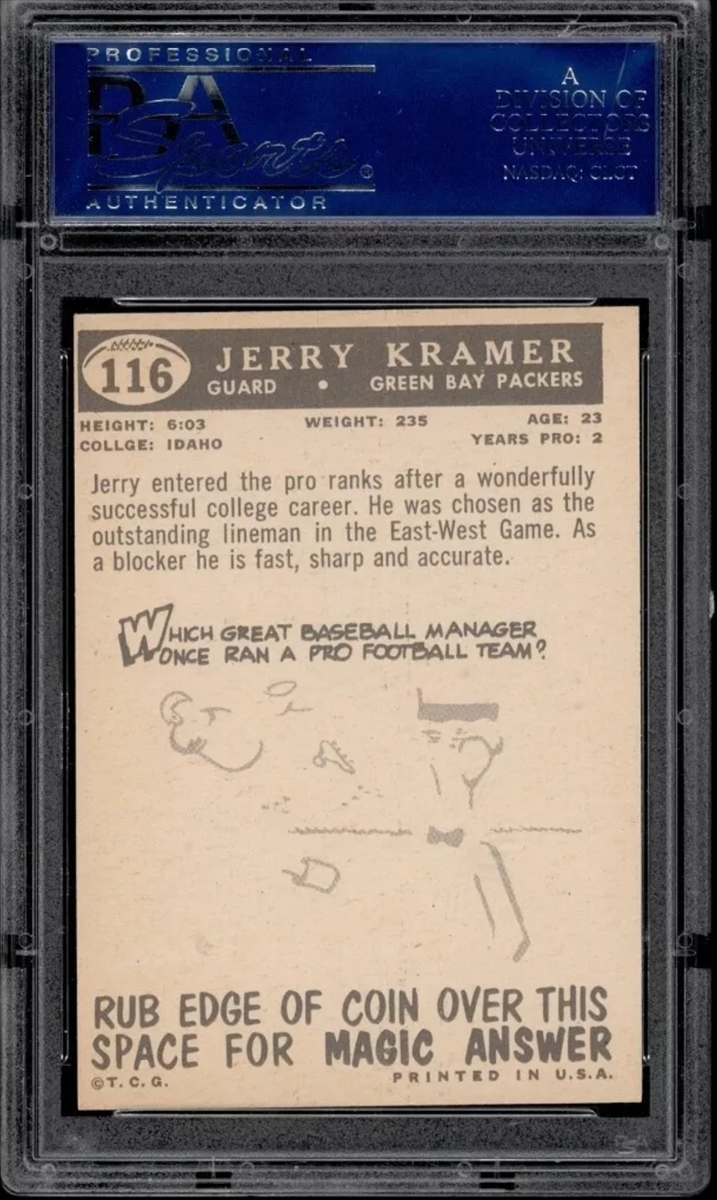 PROFESSIONAL
PSA
Sports®
AUTHENTICATOR
A
DIVISION OF
COLLECTORS
UNIVERSE
NASDAQ: CLCT
116
JERRY KRAMER
GUARD • GREEN BAY PACKERS
HEIGHT: 6:03 WEIGHT: 235 AGE: 23
COLLGE: IDAHO YEARS PRO: 2
Jerry entered the pro ranks after a wonderfully
successful college career. He was chosen as the
outstanding lineman in the East-West Game. As
a blocker he is fast, sharp and accurate.
WHICH GREAT BASEBALL MANAGER
ONCE RAN A PRO FOOTBALL TEAM?
RUB EDGE OF COIN OVER THIS
SPACE FOR MAGIC ANSWER
©T.C.G. PRINTED IN U.S.A.